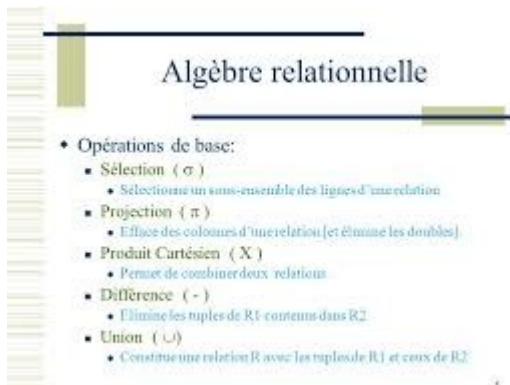 Algèbre relationnelle
Opérations de base:
Sélection ( σ )
Sélectionne un sous-ensemble des lignes d'une relation
Projection ( π )
Efface des colonnes d'une relation [et élimine les doubles]
Produit Cartésien ( X )
Permet de combiner deux relations
Différence ( - )
Elimine les tuples de R1 contenus dans R2
Union ( ∪)
Constitue une relation R avec les tuples de R1 et ceux de R2